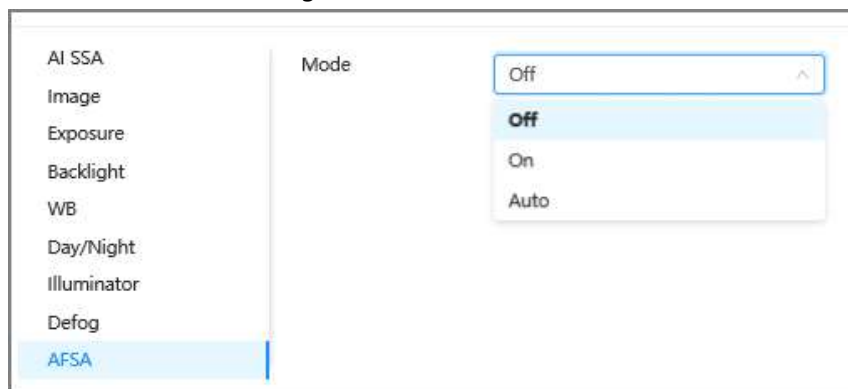 AI SSA
Image
Exposure
Backlight
WB
Day/Night
Illuminator
Defog
AFSA
Mode
Off
Off
On
Auto